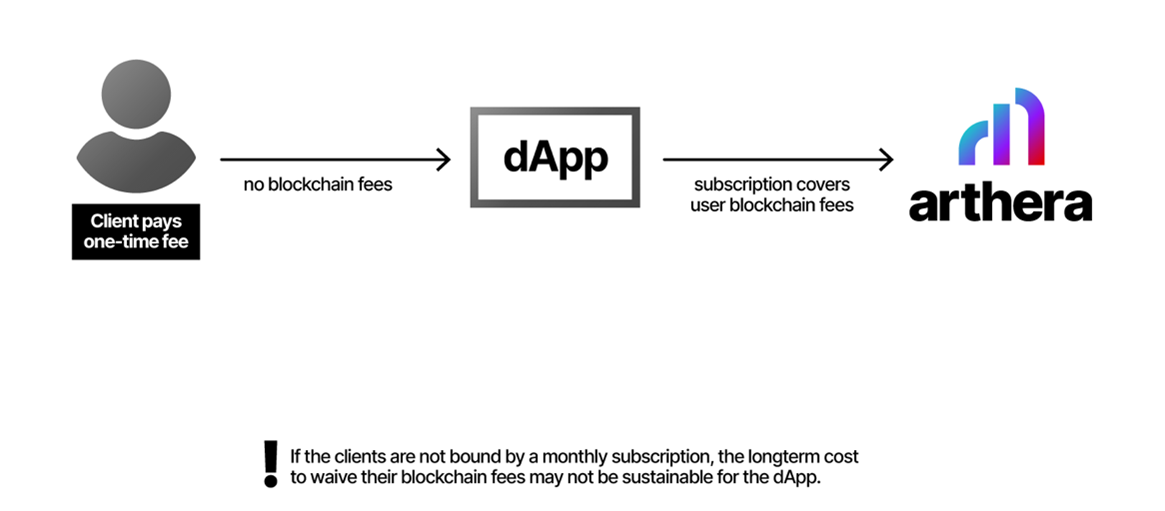 Client pays
one-time fee
no blockchain fees
dApp
subscription covers
user blockchain fees
arthera
If the clients are not bound by a monthly subscription, the longterm cost
to waive their blockchain fees may not be sustainable for the dApp.